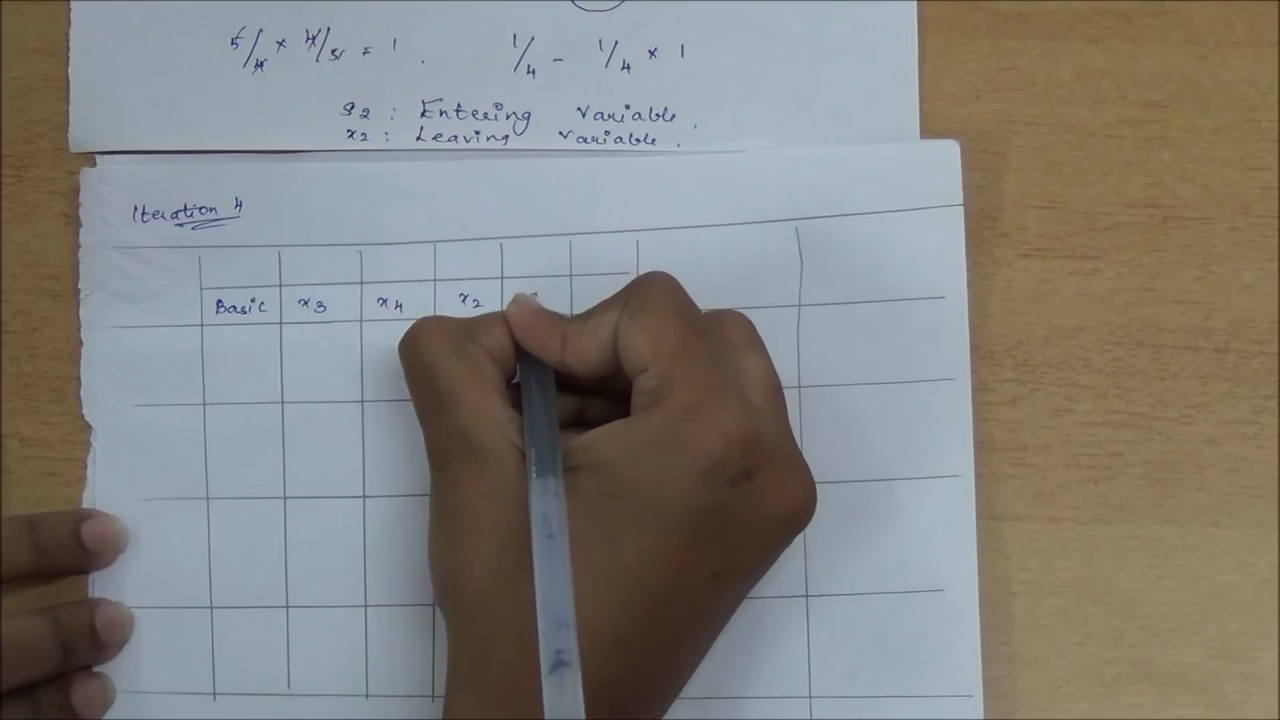 5/4 × 4/5 = 1. 1/4 - 1/4 × 1
S2 : Entering Variable.
x2 : Leaving Variable.
Iteration 4
Basic x3 x4 x2